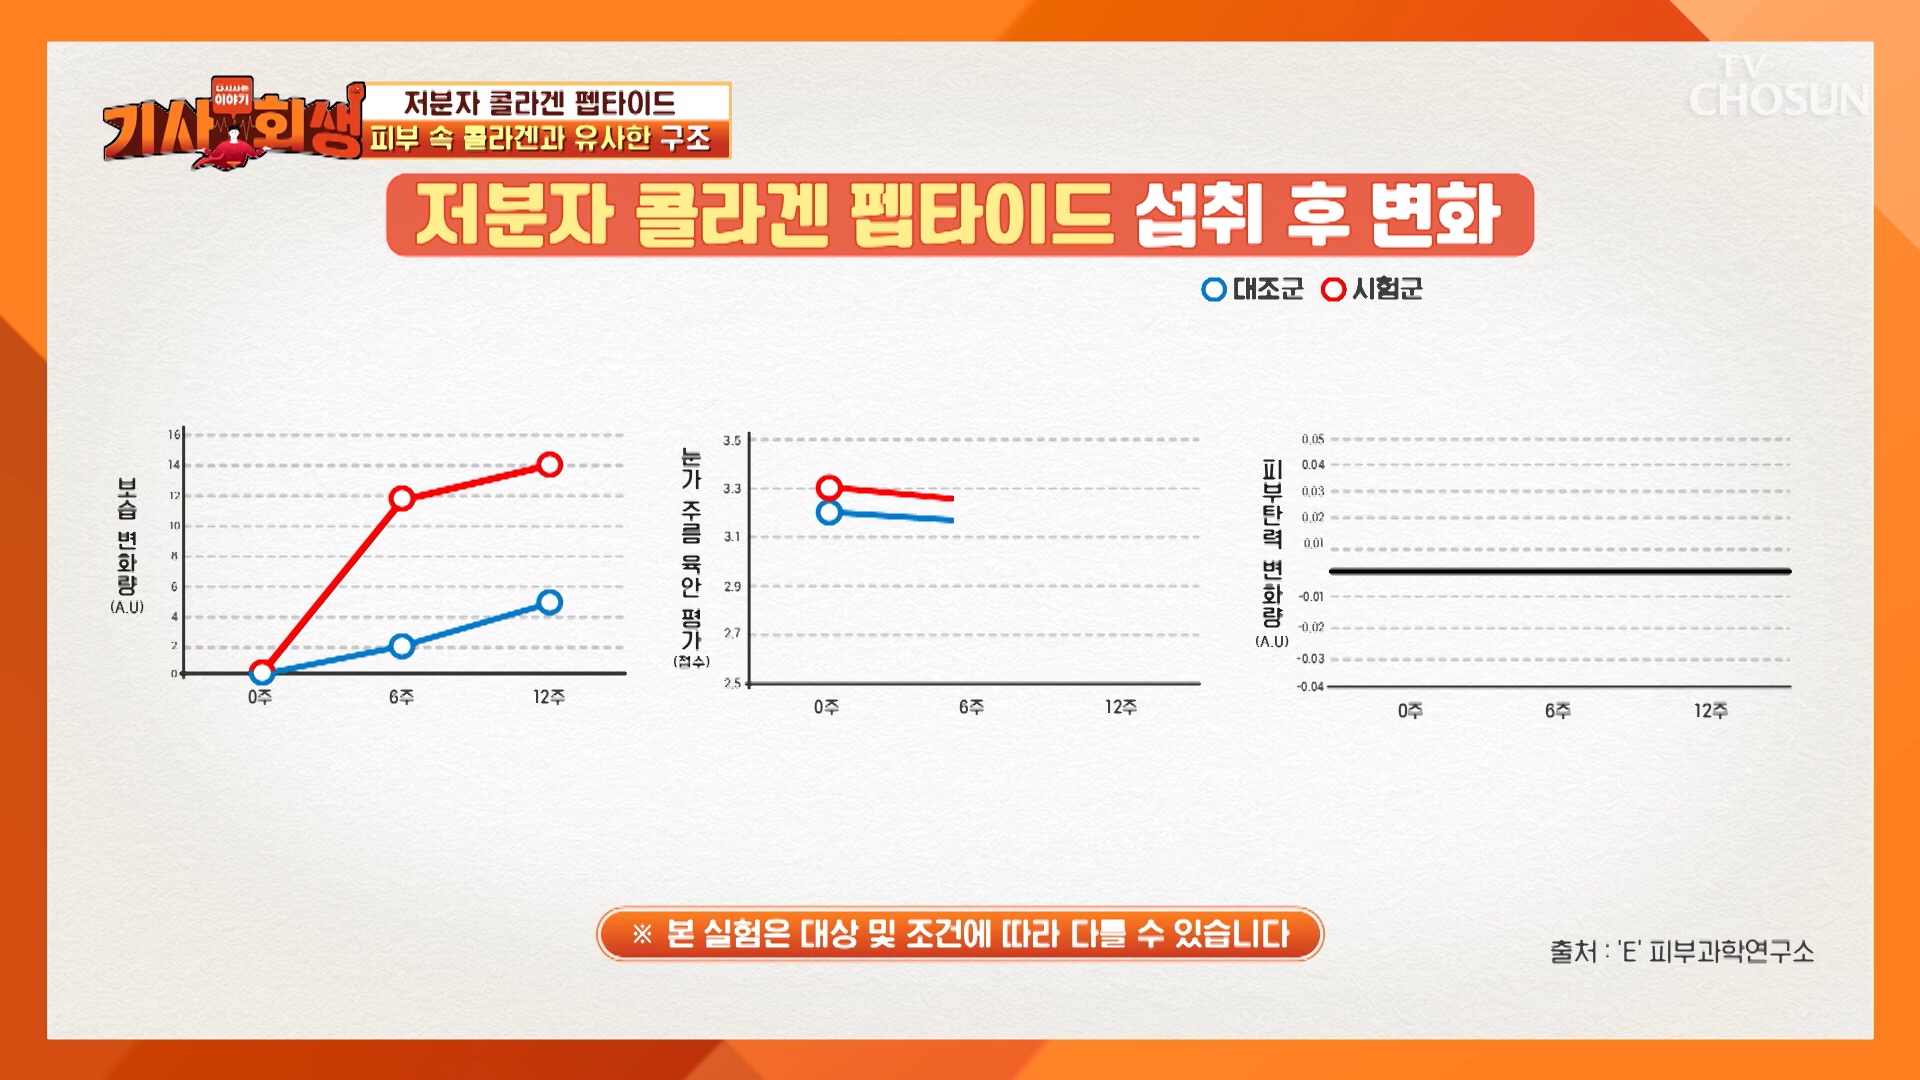 TV
CHOSUN
이야기
기사회생
저분자 콜라겐 펩타이드
피부 속 콜라겐과 유사한 구조
저분자 콜라겐 펩타이드 섭취 후 변화
대조군 시험군
보습 변화량
(A.U)
16
14
12
10
8
6
4
2
0
0주 6주 12주
눈가 주름 육안 평가
(점수)
3.5
3.3
3.1
2.9
2.7
2.5
0주 6주 12주
피부탄력 변화량
(A.U)
0.05
0.04
0.03
0.02
0.01
-0.01
-0.02
-0.03
-0.04
0주 6주 12주
※ 본 실험은 대상 및 조건에 따라 다를 수 있습니다
출처 : 'E' 피부과학연구소